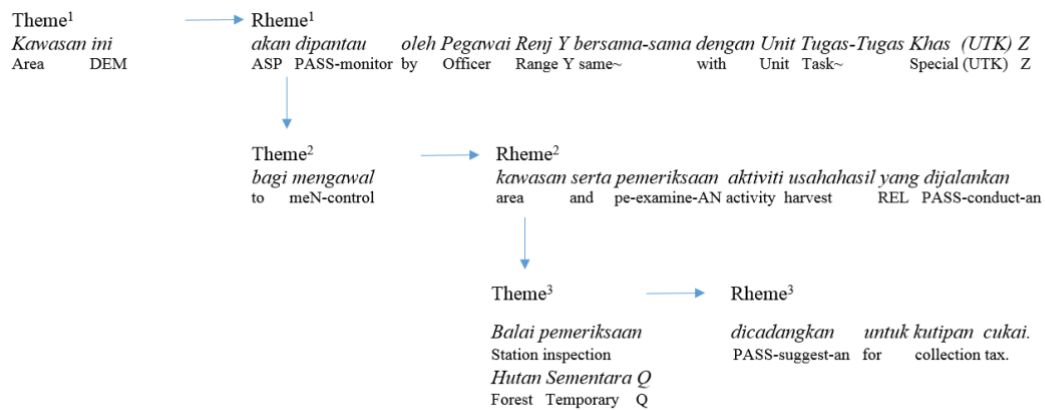 Theme¹ Rheme¹
Kawasan ini akan dipantau oleh Pegawai Renj Y bersama-sama dengan Unit Tugas-Tugas Khas (UTK) Z
Area DEM ASP PASS-monitor by Officer Range Y same~ with Unit Task~ Special (UTK) Z
Theme² Rheme²
bagi mengawal kawasan serta pemeriksaan aktiviti usahahasil yang dijalankan
to meN-control area and pe-examine-AN activity harvest REL PASS-conduct-an
Theme³ Rheme³
Balai pemeriksaan dicadangkan untuk kutipan cukai.
Station inspection PASS-suggest-an for collection tax.
Hutan Sementara Q
Forest Temporary Q